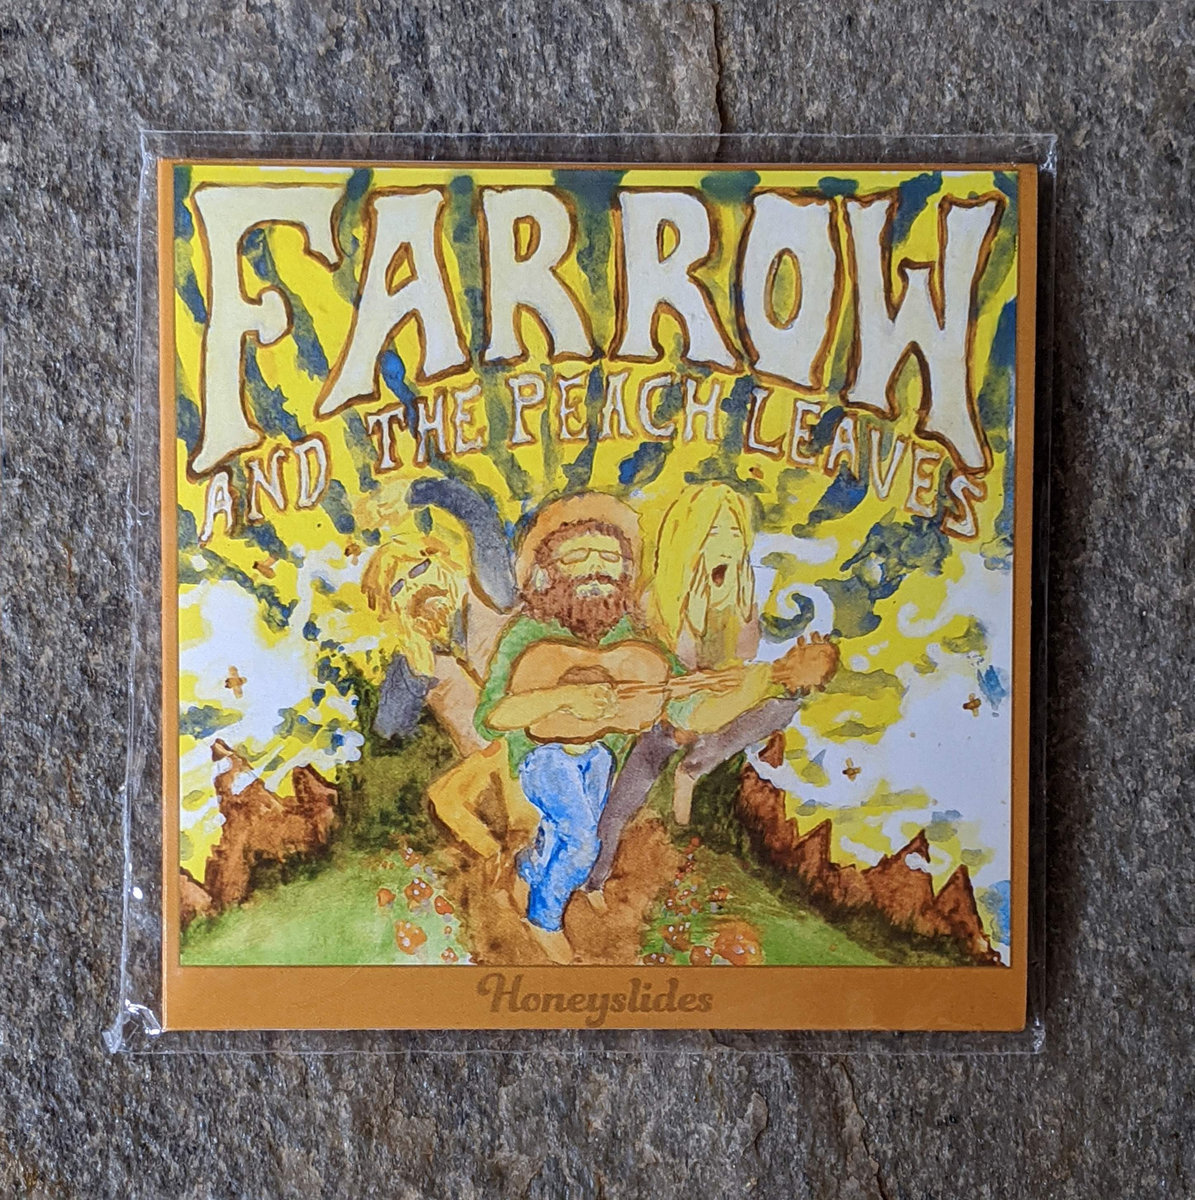 FARROW
AND THE PEACH LEAVES
Honeyslides